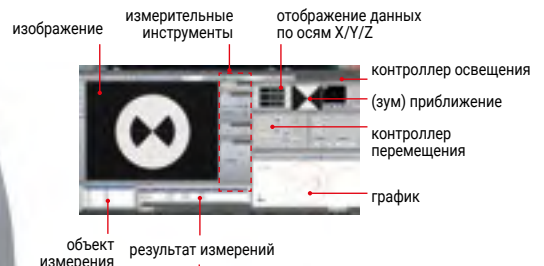 изображение
измерительные
инструменты
отображение данных
по осям X/Y/Z
контроллер освещения
(зум) приближение
контроллер
перемещения
график
объект
измерения
результат измерений